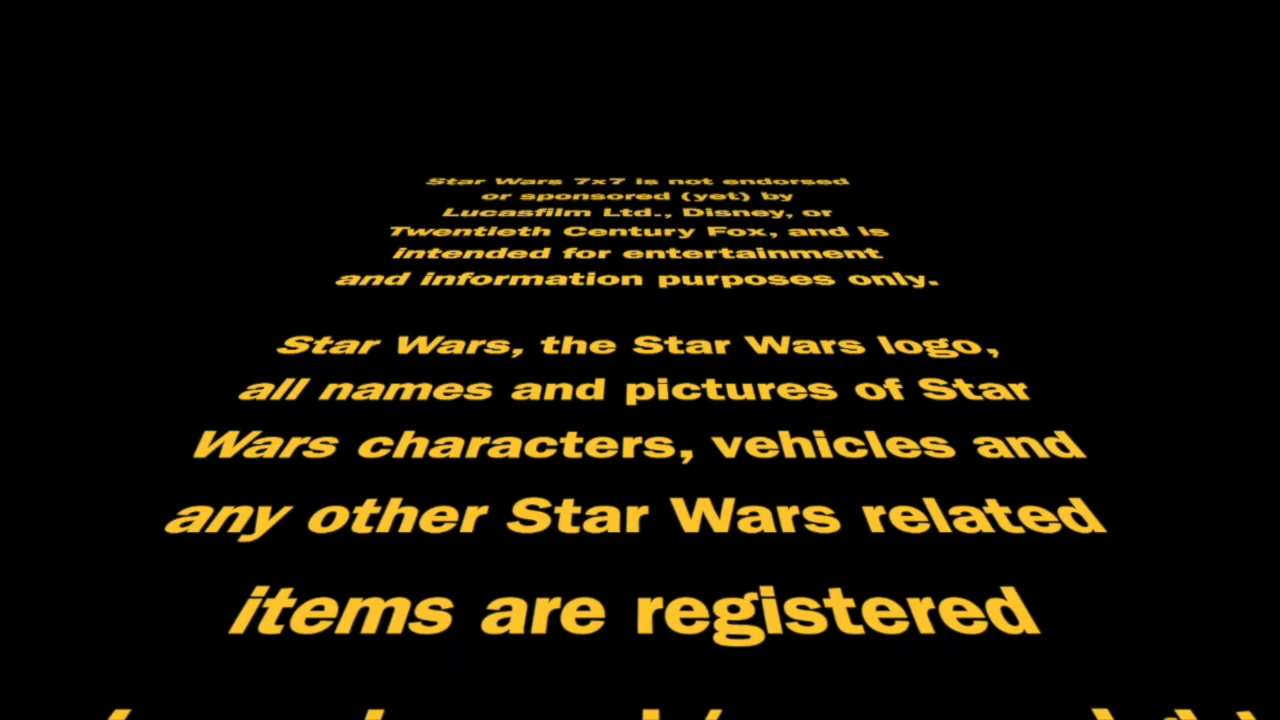 Star Wars 7x7 is not endorsed
or sponsored (yet) by
Lucasfilm Ltd., Disney, or
Twentieth Century Fox, and is
intended for entertainment
and information purposes only.
Star Wars, the Star Wars logo,
all names and pictures of Star
Wars characters, vehicles and
any other Star Wars related
items are registered